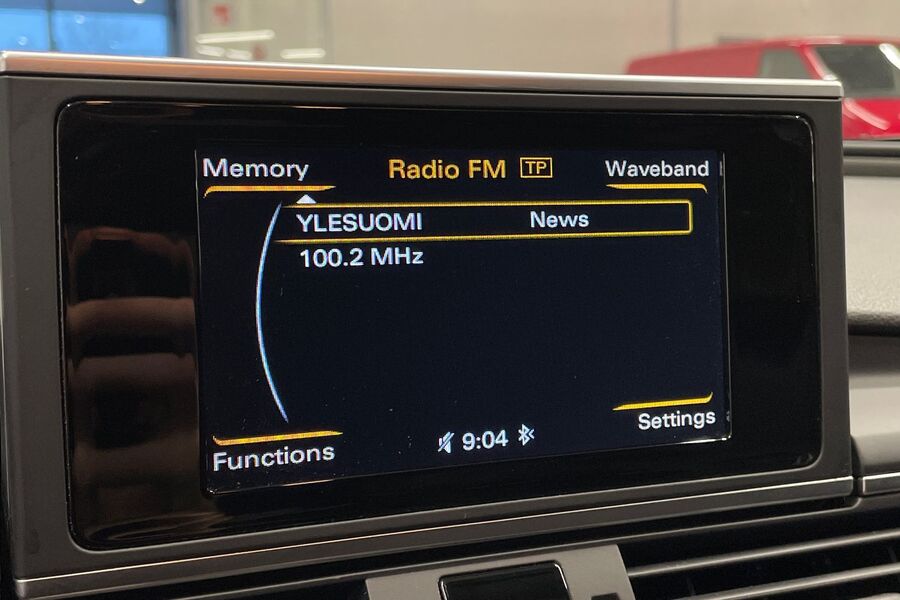 Memory Radio FM TP Waveband
YLESUOMI News
100.2 MHz
Settings
Functions 9:04